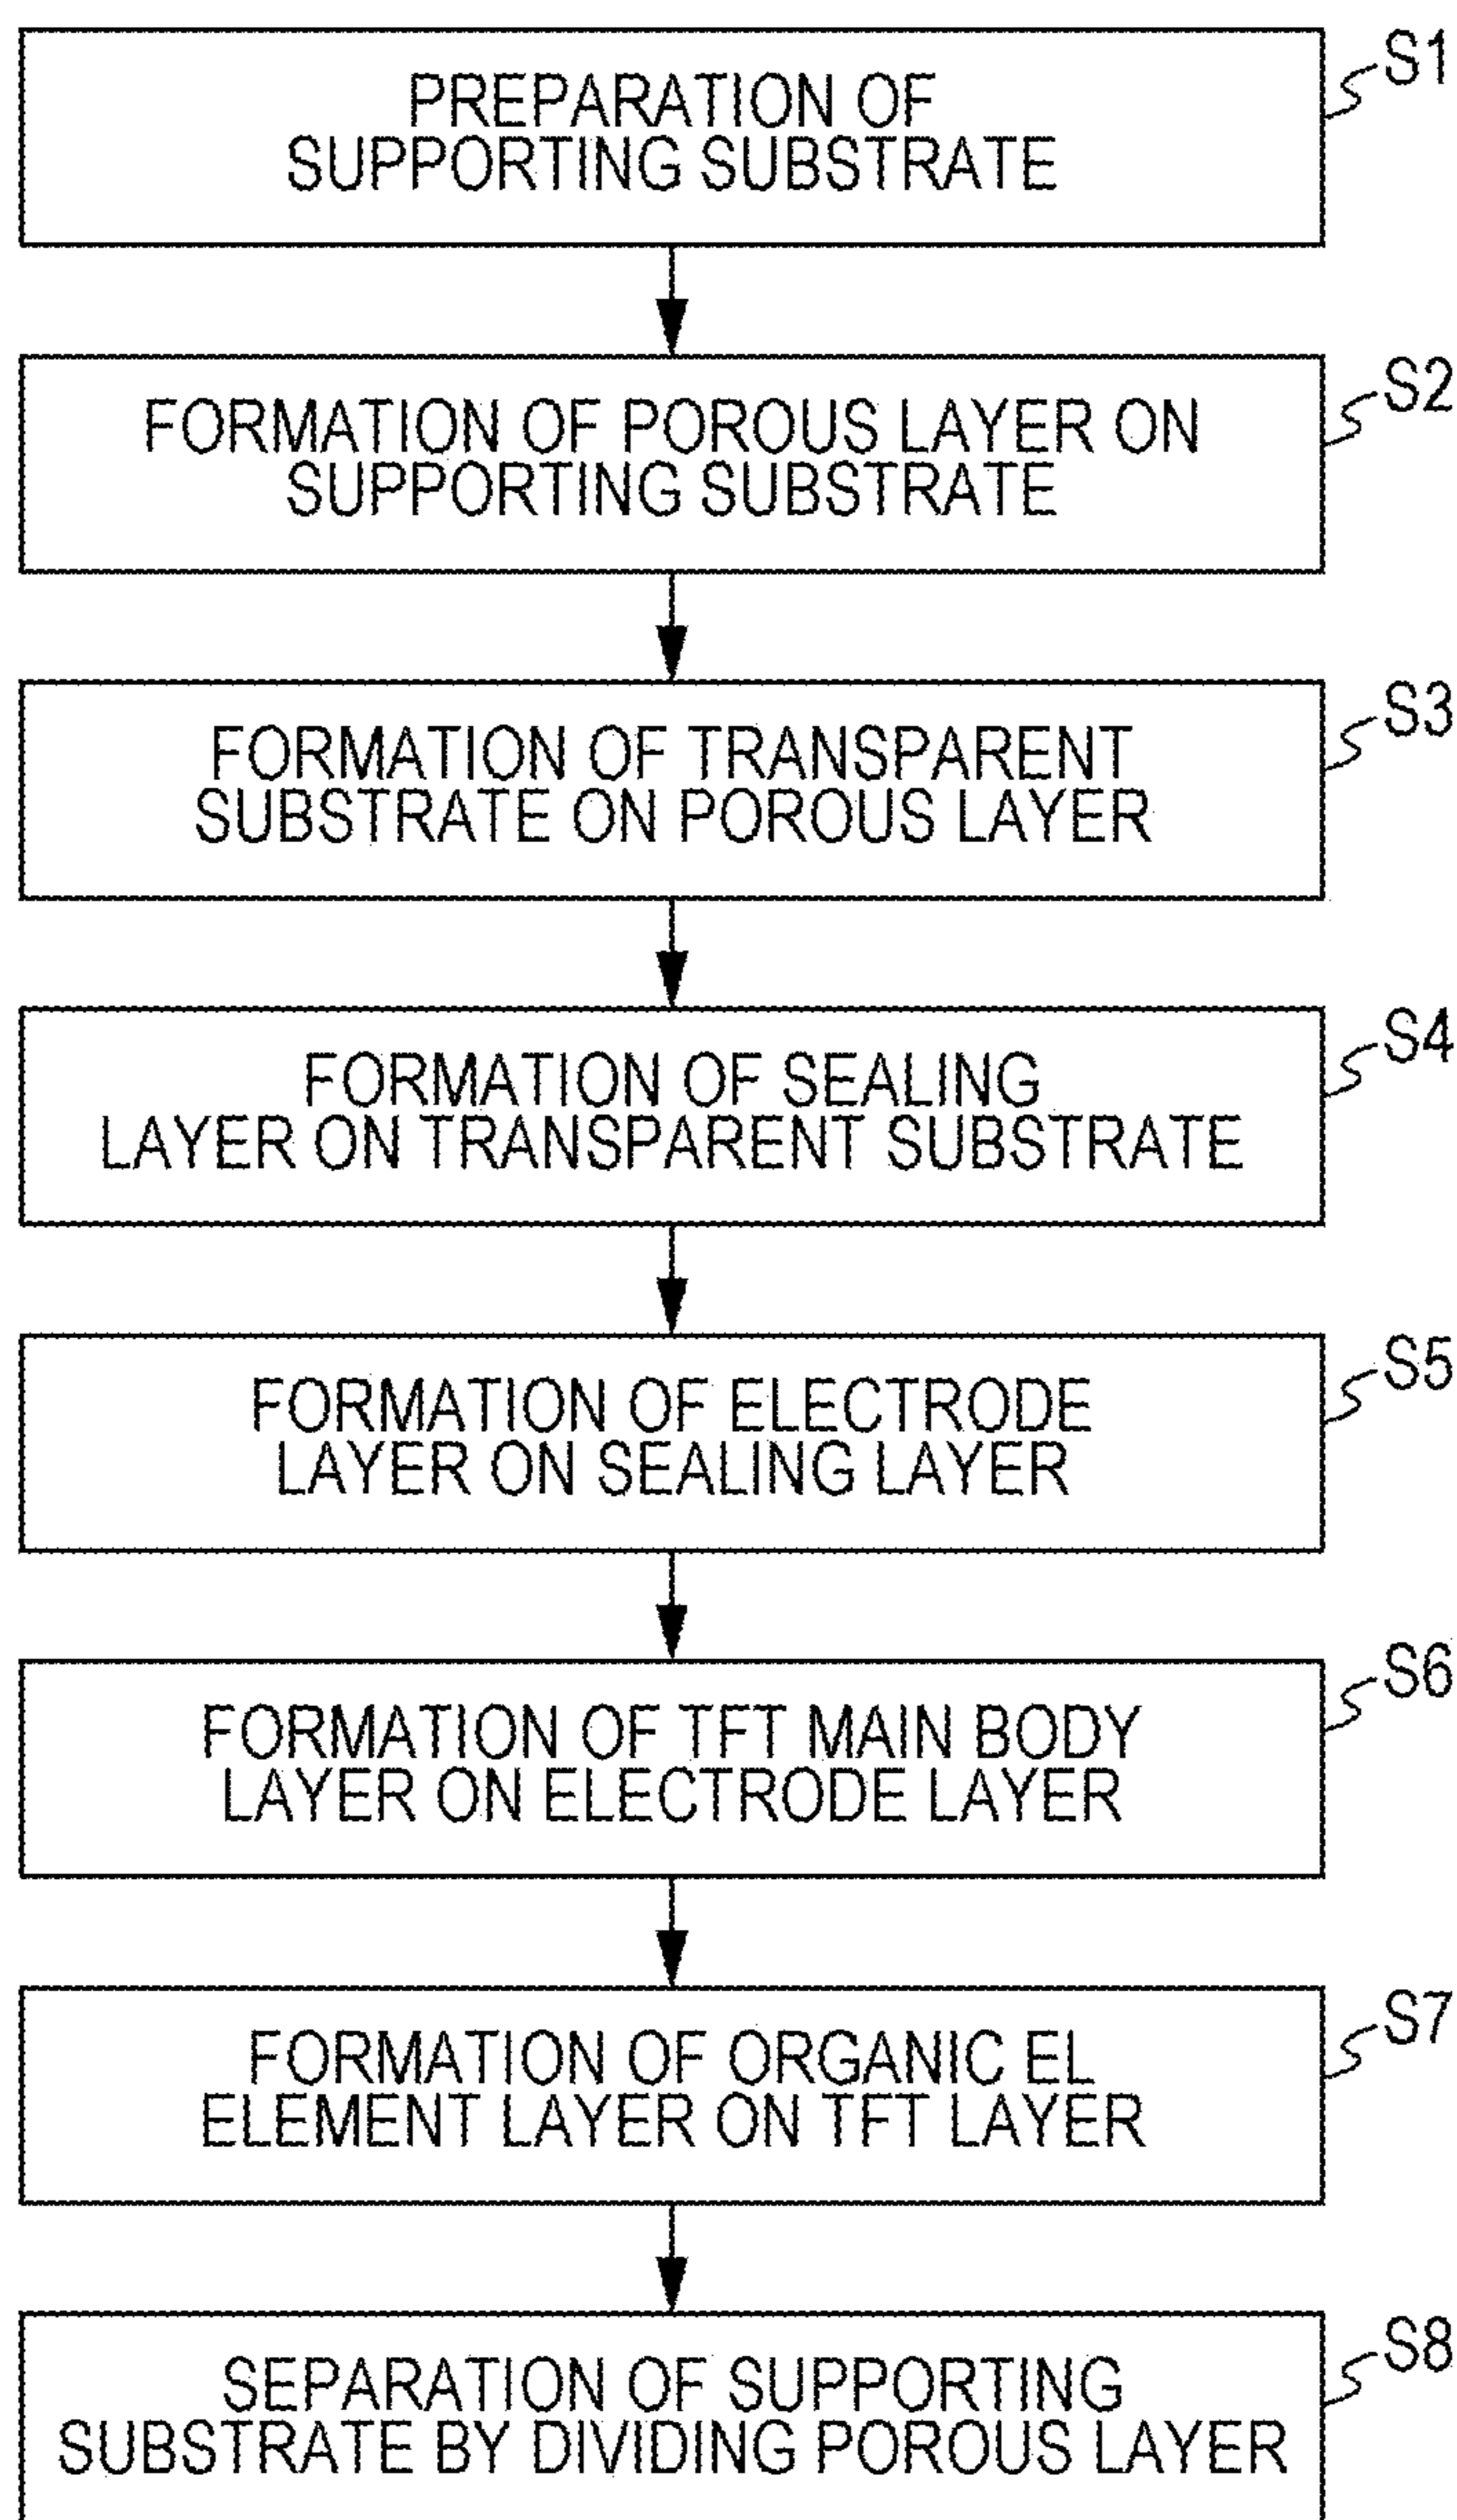 S1
PREPARATION OF
SUPPORTING SUBSTRATE
S2
FORMATION OF POROUS LAYER ON
SUPPORTING SUBSTRATE
S3
FORMATION OF TRANSPARENT
SUBSTRATE ON POROUS LAYER
S4
FORMATION OF SEALING
LAYER ON TRANSPARENT SUBSTRATE
S5
FORMATION OF ELECTRODE
LAYER ON SEALING LAYER
S6
FORMATION OF TFT MAIN BODY
LAYER ON ELECTRODE LAYER
S7
FORMATION OF ORGANIC EL
ELEMENT LAYER ON TFT LAYER
S8
SEPARATION OF SUPPORTING
SUBSTRATE BY DIVIDING POROUS LAYER